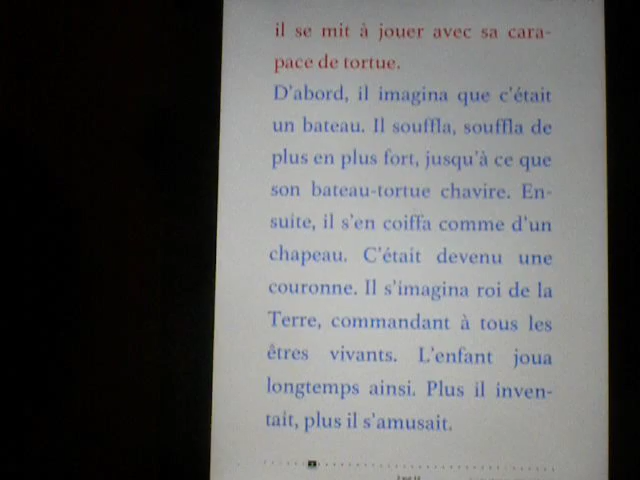 il se mit à jouer avec sa cara-
pace de tortue.
D'abord, il imagina que c'était
un bateau. Il souffla, souffla de
plus en plus fort, jusqu'à ce que
son bateau-tortue chavire. En-
suite, il s'en coiffa comme d'un
chapeau. C'était devenu une
couronne. Il s'imagina roi de la
Terre, commandant à tous les
êtres vivants. L'enfant joua
longtemps ainsi. Plus il inven-
tait, plus il s'amusait.